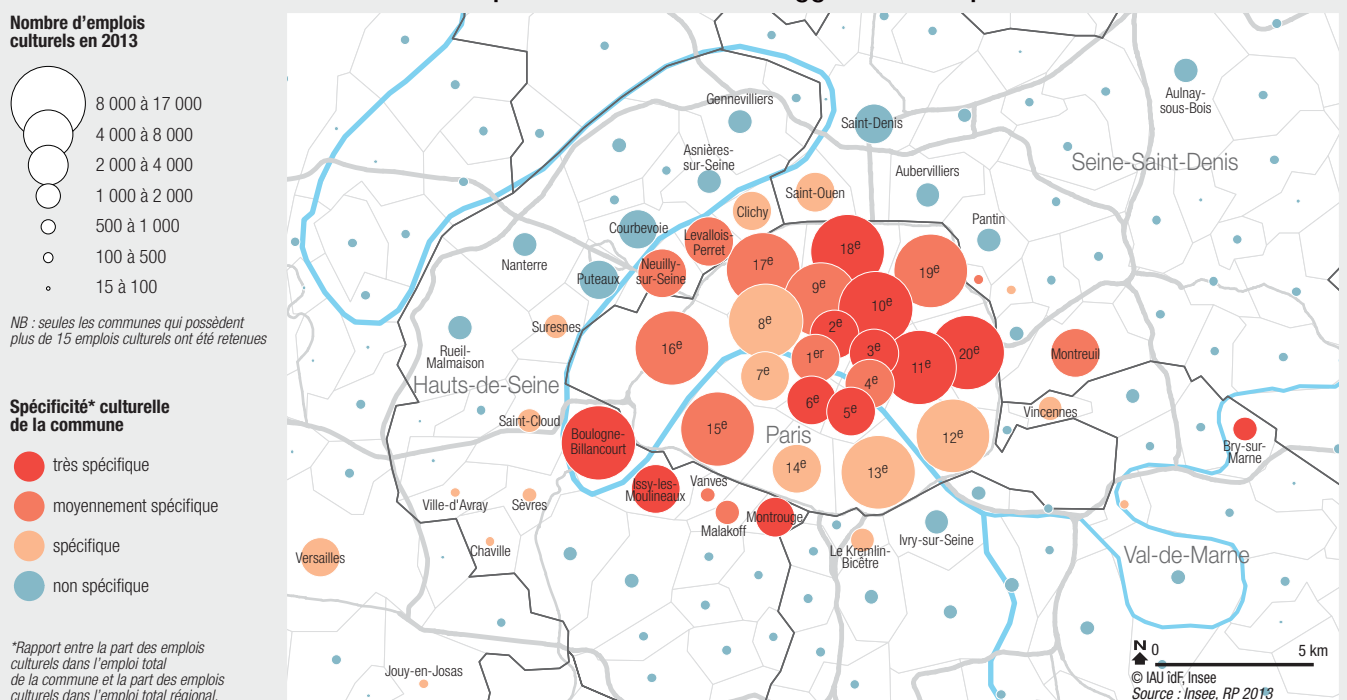 Nombre d'emplois
culturels en 2013
8 000 à 17 000
4 000 à 8 000
2 000 à 4 000
1 000 à 2 000
500 à 1 000
100 à 500
15 à 100
NB : seules les communes qui possèdent
plus de 15 emplois culturels ont été retenues
Spécificité* culturelle
de la commune
très spécifique
moyennement spécifique
spécifique
non spécifique
*Rapport entre la part des emplois
culturels dans l'emploi total
de la commune et la part des emplois
culturels dans l'emploi total régional.
Gennevilliers
Aulnay-
sous-Bois
Saint-Denis
Asnières-
sur-Seine
Seine-Saint-Denis
Aubervilliers
Saint-Ouen
Clichy
Pantin
Courbevoie
Levallois-
Perret
18e
Nanterre
Neuilly-
sur-Seine
17e
19e
Puteaux
9e
10e
Suresnes
8e
2e
Rueil-
Malmaison
16e
1er
3e
11e
20e
Montreuil
7e
4e
Hauts-de-Seine
6e
5e
Vincennes
Saint-Cloud
Boulogne-
Billancourt
15e
Paris
12e
Bry-sur-
Marne
14e
13e
Issy-les-
Moulineaux
Vanves
Ville-d'Avray
Sèvres
Malakoff
Montrouge
Chaville
Versailles
Le Kremlin-
Bicêtre
Ivry-sur-Seine
Val-de-Marne
Jouy-en-Josas
N
0
5 km
© IAU îdF, Insee
Source : Insee, RP 2013